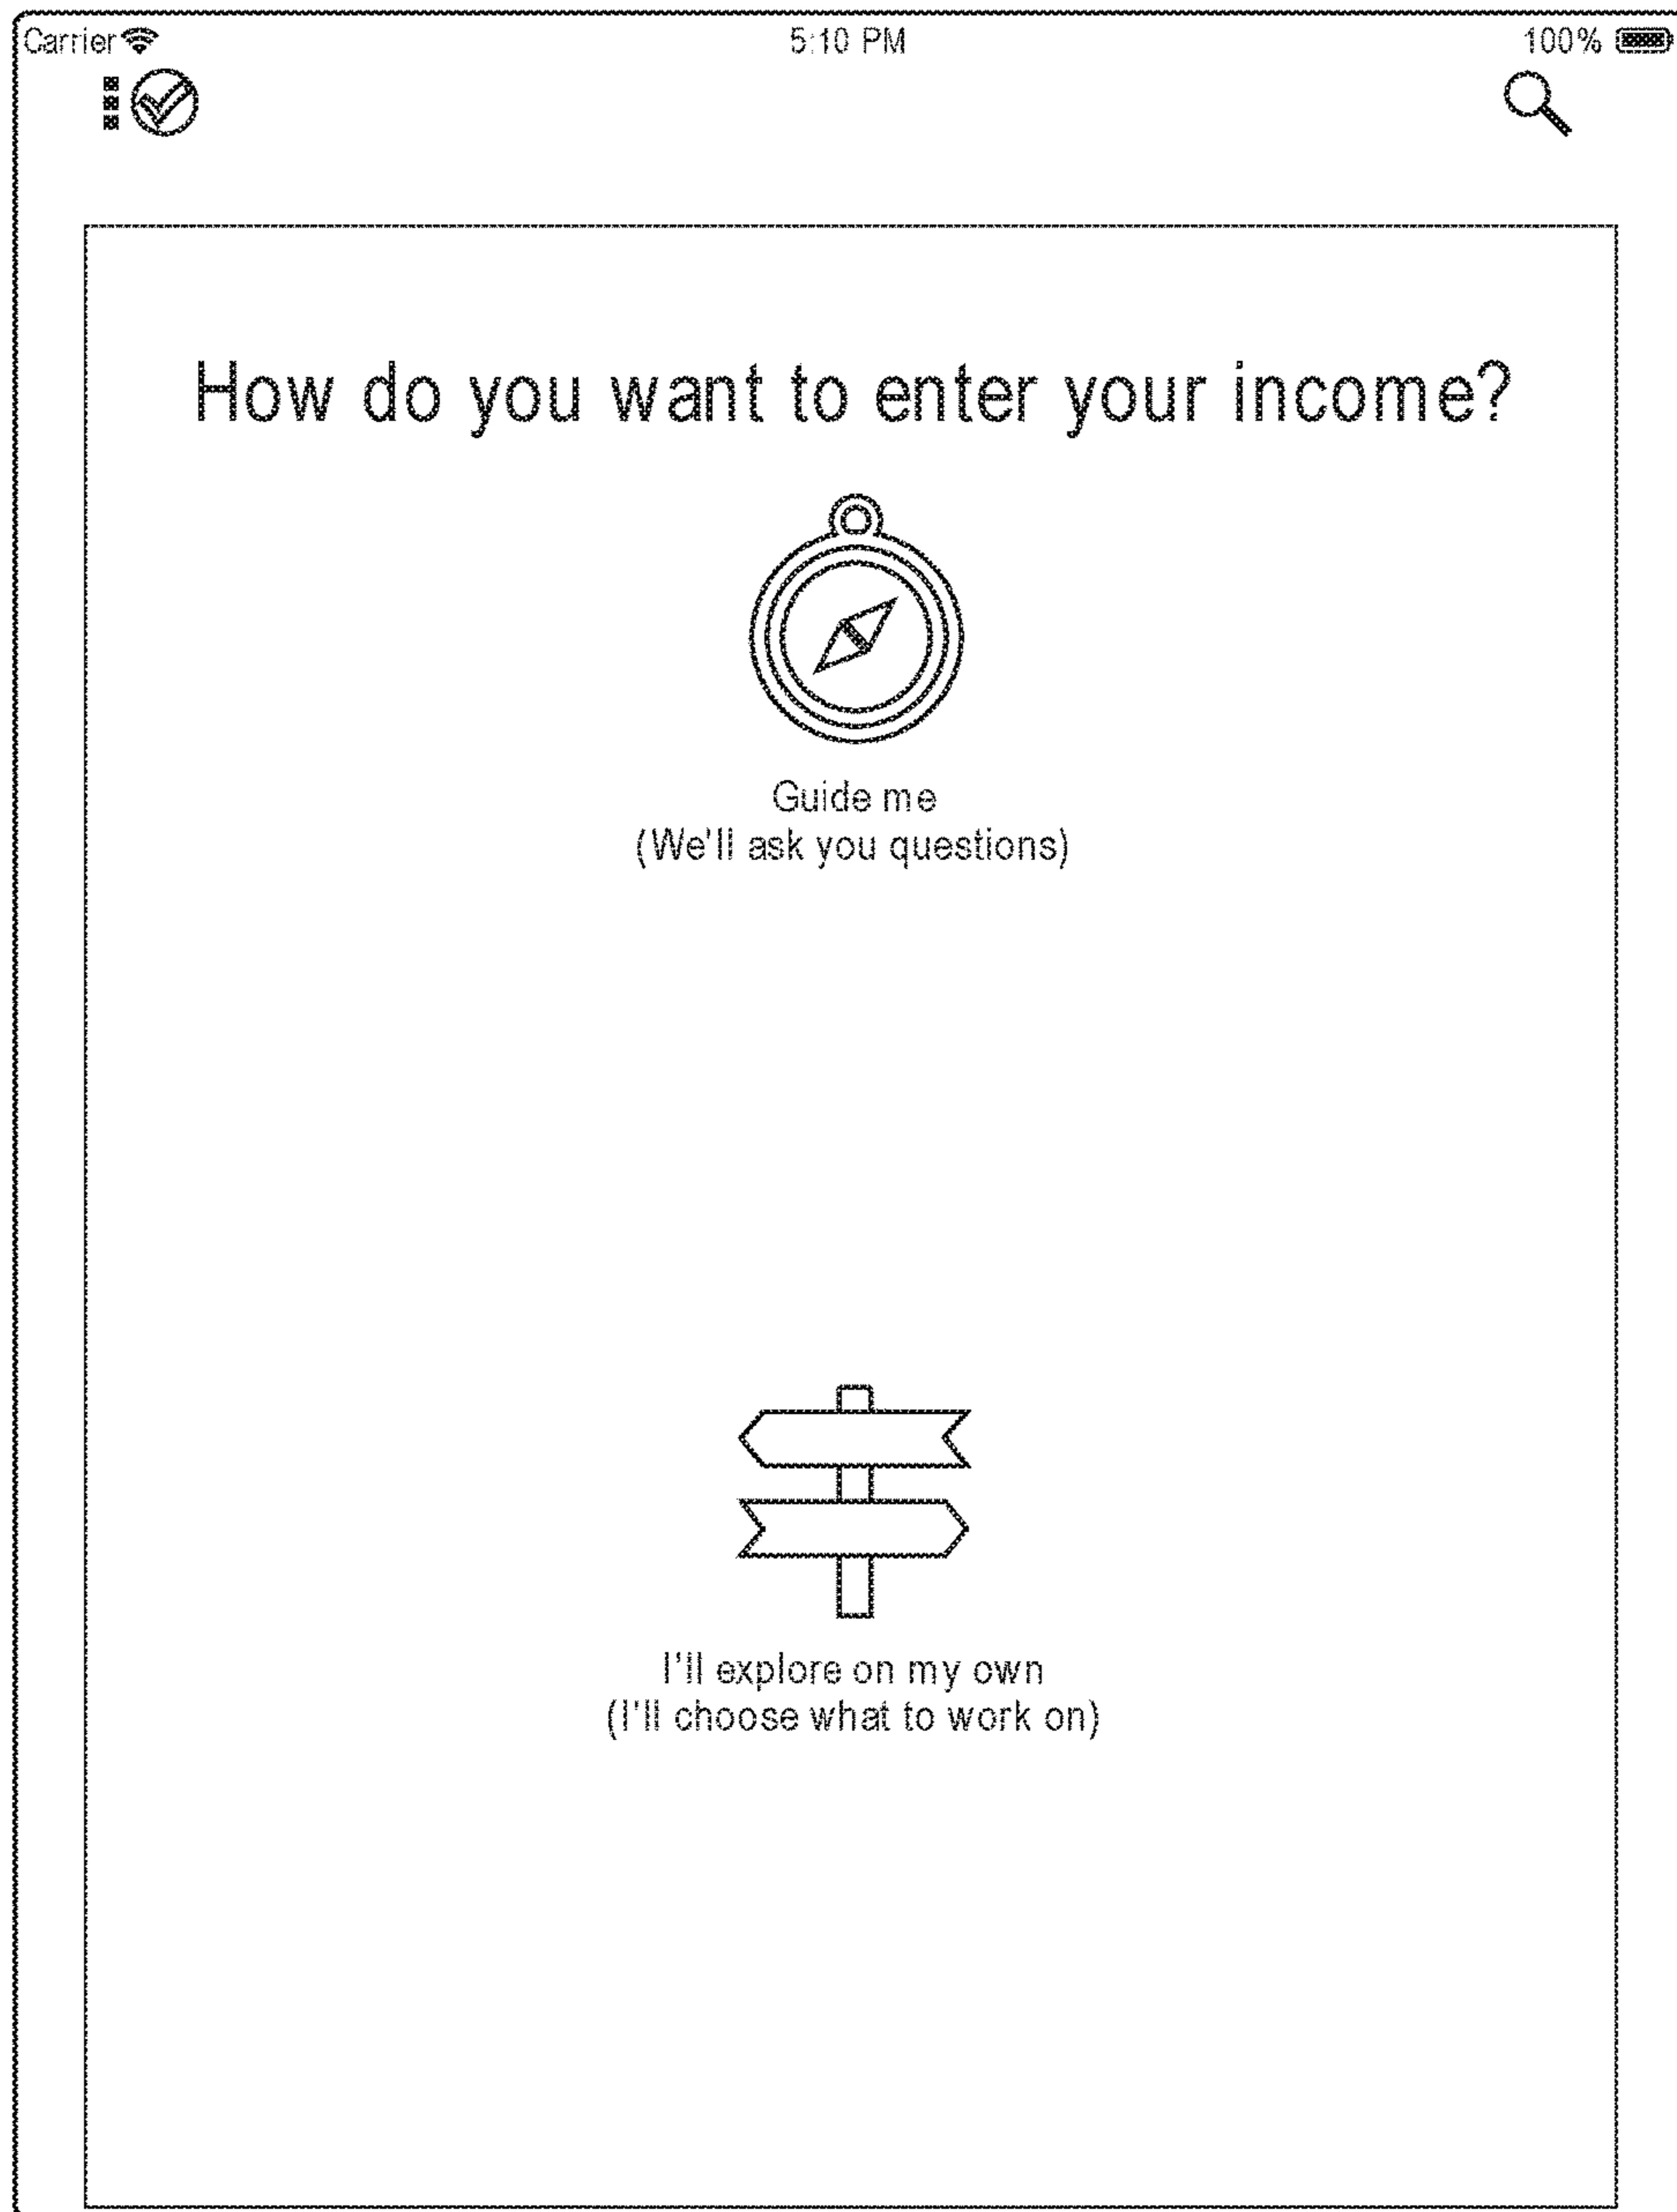 Carrier 5:10 PM 100%
How do you want to enter your income?
Guide me
(We'll ask you questions)
I'll explore on my own
(I'll choose what to work on)